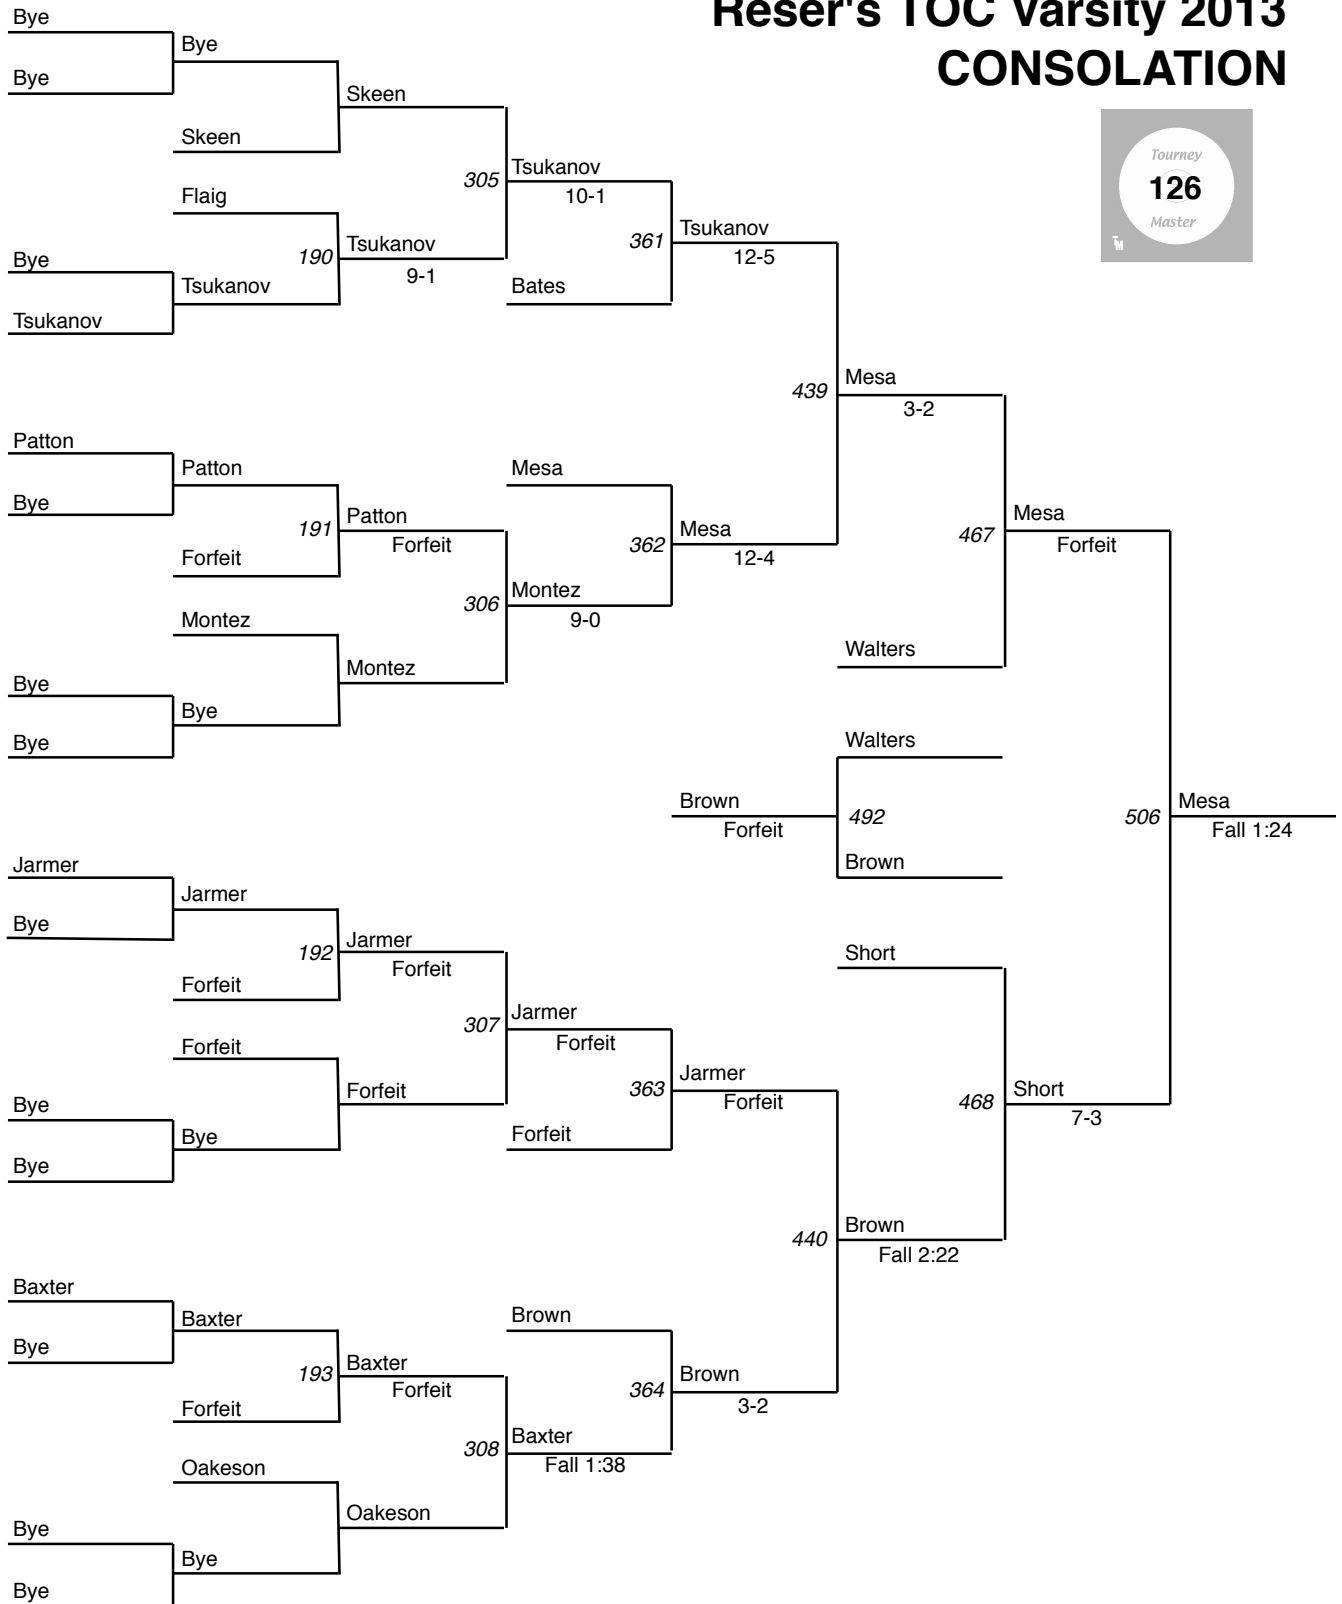 Reser's TOC Varsity 2013
CONSOLATION
Tourney
126
Master
TM
Bye
Bye
Bye
Skeen
Skeen
305
Tsukanov
10-1
Flaig
190
Tsukanov
9-1
Bye
Tsukanov
Tsukanov
Bates
361
Tsukanov
12-5
439
Mesa
3-2
Patton
Patton
Bye
191
Patton
Forfeit
Forfeit
Mesa
362
Mesa
12-4
306
Montez
9-0
Montez
Montez
Bye
Bye
Bye
467
Mesa
Forfeit
Walters
Walters
Brown
Forfeit
492
Brown
506
Mesa
Fall 1:24
Jarmer
Jarmer
Bye
192
Jarmer
Forfeit
Forfeit
307
Jarmer
Forfeit
Forfeit
Forfeit
Bye
Bye
Bye
363
Jarmer
Forfeit
Forfeit
Short
468
Short
7-3
440
Brown
Fall 2:22
Baxter
Baxter
Bye
193
Baxter
Forfeit
Forfeit
Brown
364
Brown
3-2
308
Baxter
Fall 1:38
Oakeson
Oakeson
Bye
Bye
Bye